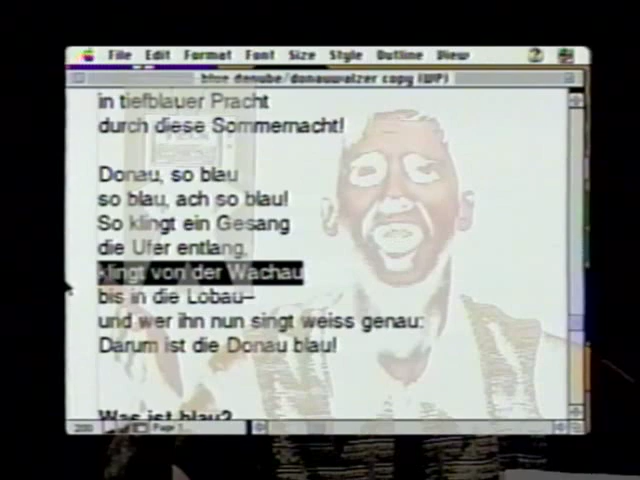 File Edit Format Font Size Style Outline View
blue danube/donauwalzer copy (WP)
in tiefblauer Pracht
durch diese Sommernacht!
Donau, so blau
so blau, ach so blau!
So klingt ein Gesang
die Ufer entlang,
klingt von der Wachau
bis in die Lobau–
und wer ihn nun singt weiss genau:
Darum ist die Donau blau!
Was ist blau?
200
Page 1